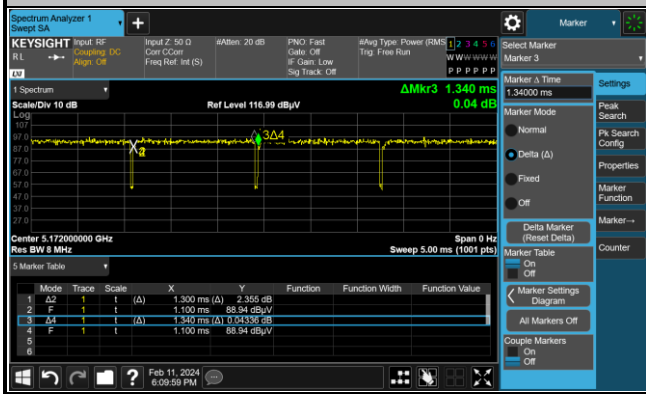 Spectrum Analyzer 1
Swept SA
+
Marker
KEYSIGHT
RL
LXI
Input: RF
Coupling: DC
Align: Off
Input Z: 50 Ω
Corr CCorr
Freq Ref: Int (S)
#Atten: 20 dB
PNO: Fast
Gate: Off
IF Gain: Low
Sig Track: Off
#Avg Type: Power (RMS
Trig: Free Run
1 2 3 4 5 6
W W W W W W
P P P P P P
Select Marker
Marker 3
1 Spectrum
Scale/Div 10 dB
Ref Level 116.99 dBµV
ΔMkr3 1.340 ms
0.04 dB
Log
107
97.0
87.0
77.0
67.0
57.0
47.0
37.0
27.0
3Δ4
Center 5.172000000 GHz
Res BW 8 MHz
Span 0 Hz
Sweep 5.00 ms (1001 pts)
5 Marker Table
Mode Trace Scale X Y Function Function Width Function Value
1 Δ2 1 t (Δ) 1.300 ms (Δ) 2.355 dB
2 F 1 t 1.100 ms 88.94 dBµV
3 Δ4 1 t (Δ) 1.340 ms (Δ) 0.04336 dB
4 F 1 t 1.100 ms 88.94 dBµV
5
6
Marker Δ Time
1.34000 ms
Marker Mode
Normal
Delta (Δ)
Fixed
Off
Delta Marker
(Reset Delta)
Marker Table
On
Off
Marker Settings
Diagram
All Markers Off
Couple Markers
On
Off
Settings
Peak
Search
Pk Search
Config
Properties
Marker
Function
Marker→
Counter
?
Feb 11, 2024
6:09:59 PM